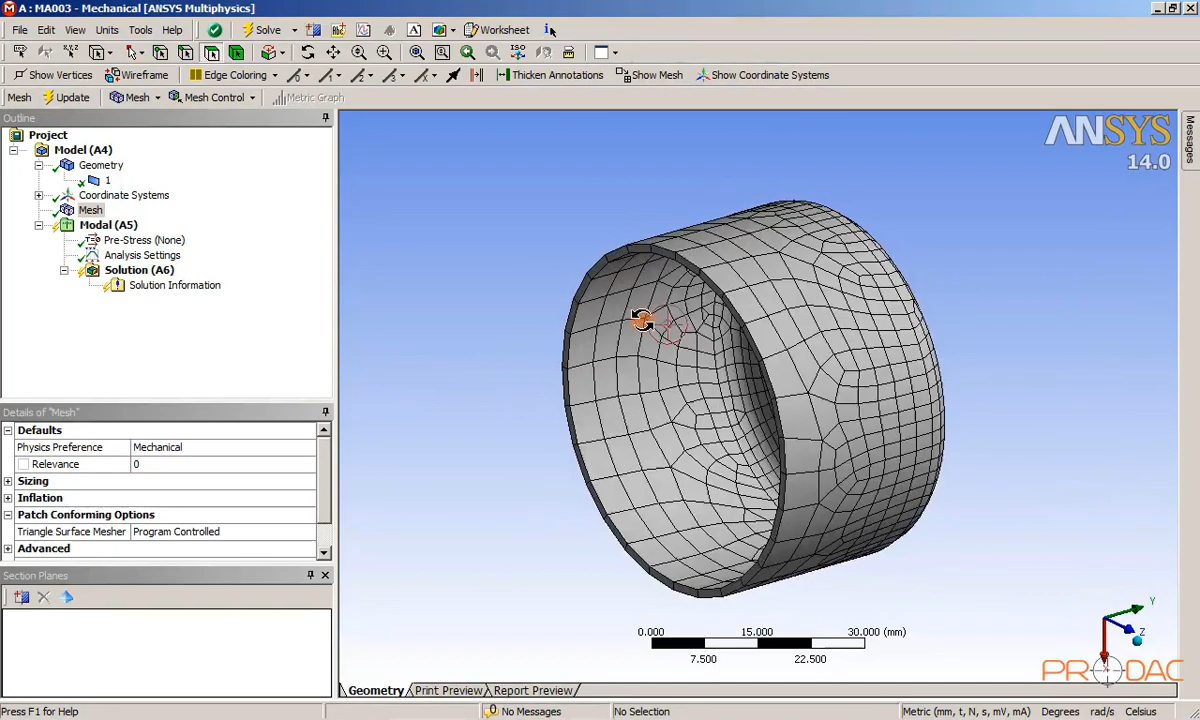 A : MA003 - Mechanical [ANSYS Multiphysics]
File Edit View Units Tools Help Solve Worksheet
Show Vertices Wireframe Edge Coloring Thicken Annotations Show Mesh Show Coordinate Systems
Mesh Update Mesh Mesh Control Metric Graph
Outline
Project
Model (A4)
Geometry
1
Coordinate Systems
Mesh
Modal (A5)
Pre-Stress (None)
Analysis Settings
Solution (A6)
Solution Information
Details of "Mesh"
Defaults
Physics Preference Mechanical
Relevance 0
Sizing
Inflation
Patch Conforming Options
Triangle Surface Mesher Program Controlled
Advanced
Section Planes
ANSYS
14.0
Messages
0.000 15.000 30.000 (mm)
7.500 22.500
Y
Z
X
PRODAC
Geometry Print Preview Report Preview
Press F1 for Help No Messages No Selection Metric (mm, t, N, s, mV, mA) Degrees rad/s Celsius